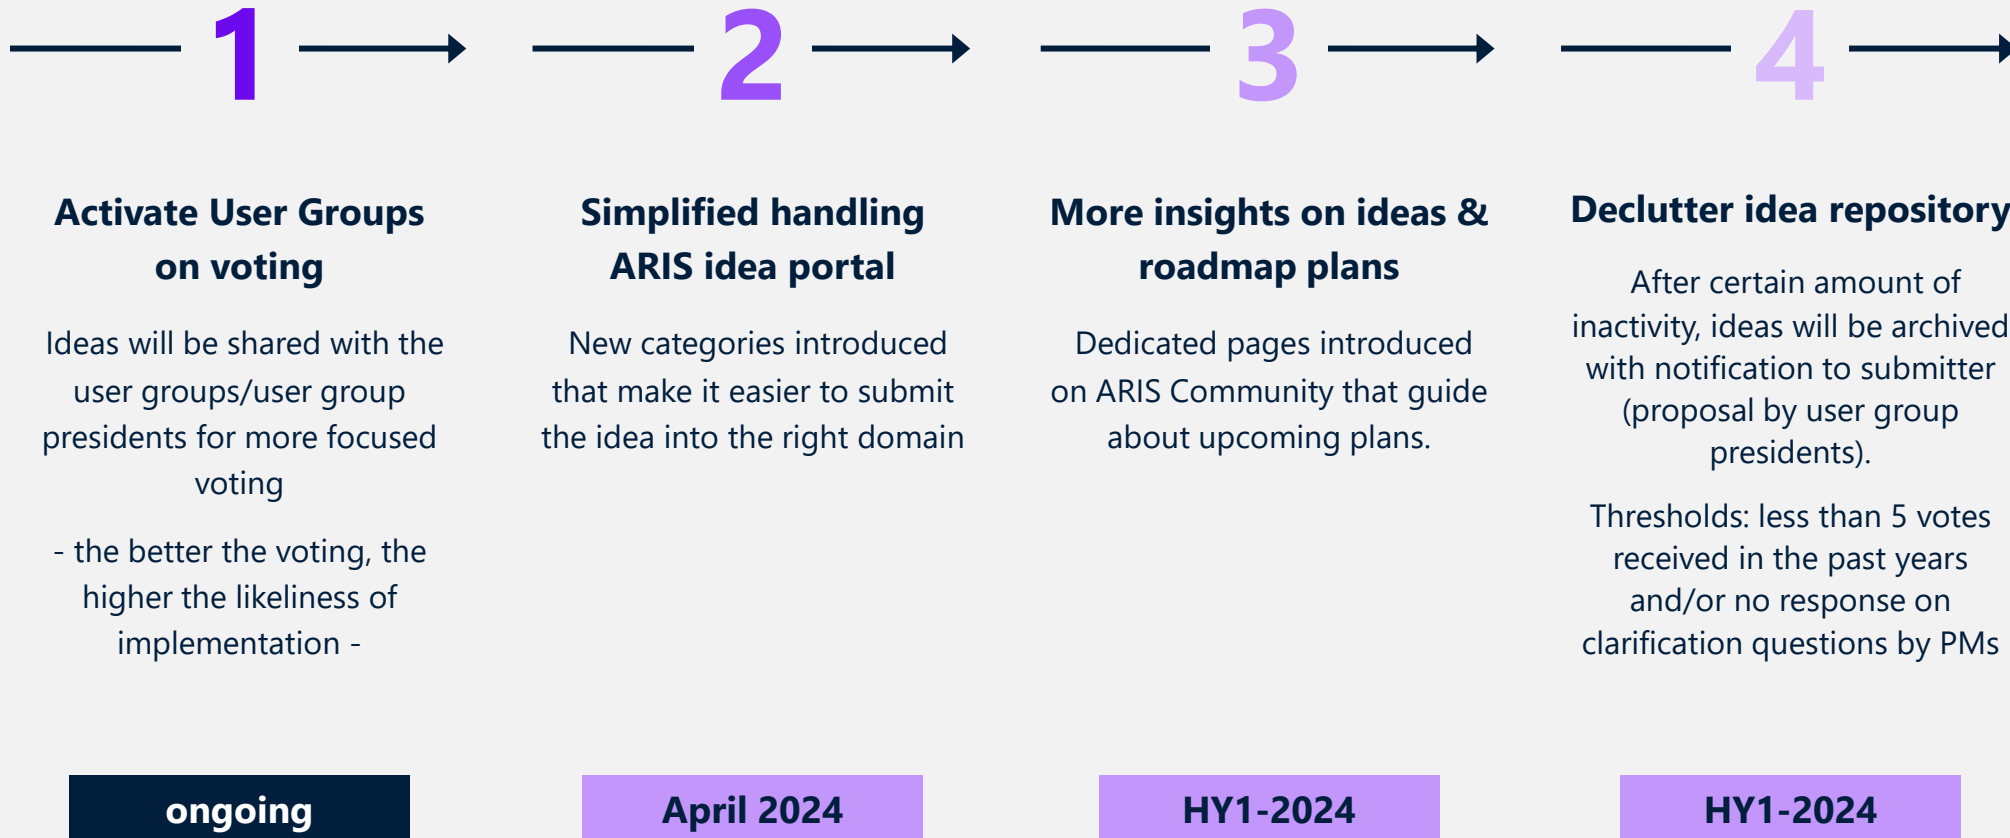 1
Activate User Groups
on voting
Ideas will be shared with the
user groups/user group
presidents for more focused
voting
- the better the voting, the
higher the likeliness of
implementation -
ongoing
2
Simplified handling
ARIS idea portal
New categories introduced
that make it easier to submit
the idea into the right domain
April 2024
3
More insights on ideas &
roadmap plans
Dedicated pages introduced
on ARIS Community that guide
about upcoming plans.
HY1-2024
4
Declutter idea repository
After certain amount of
inactivity, ideas will be archived
with notification to submitter
(proposal by user group
presidents).
Thresholds: less than 5 votes
received in the past years
and/or no response on
clarification questions by PMs
HY1-2024